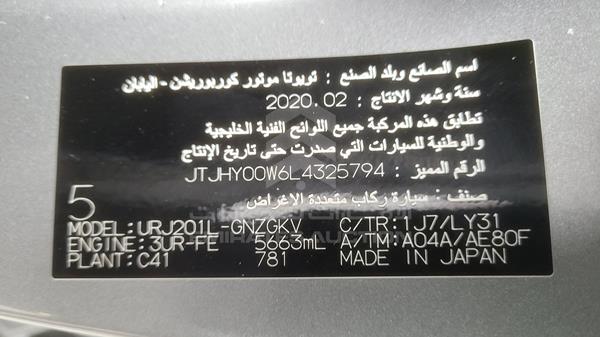 اسم الصانع وبلد الصنع : تويوتا موتور كوربوريشن - اليابان
سنة وشهر الانتاج : 2020.02
تطابق هذه المركبة جميع اللوائح الفنية الخليجية
والوطنية للسيارات التي صدرت حتى تاريخ الإنتاج
الرقم المميز : JTJHY00W6L4325794
صنف : سيارة ركاب متعددة الاغراض
5
MODEL:URJ201L-GNZGKV C/TR:1J7/LY31
ENGINE:3UR-FE 5663mL A/TM:A04A/AE80F
PLANT:C41 781 MADE IN JAPAN